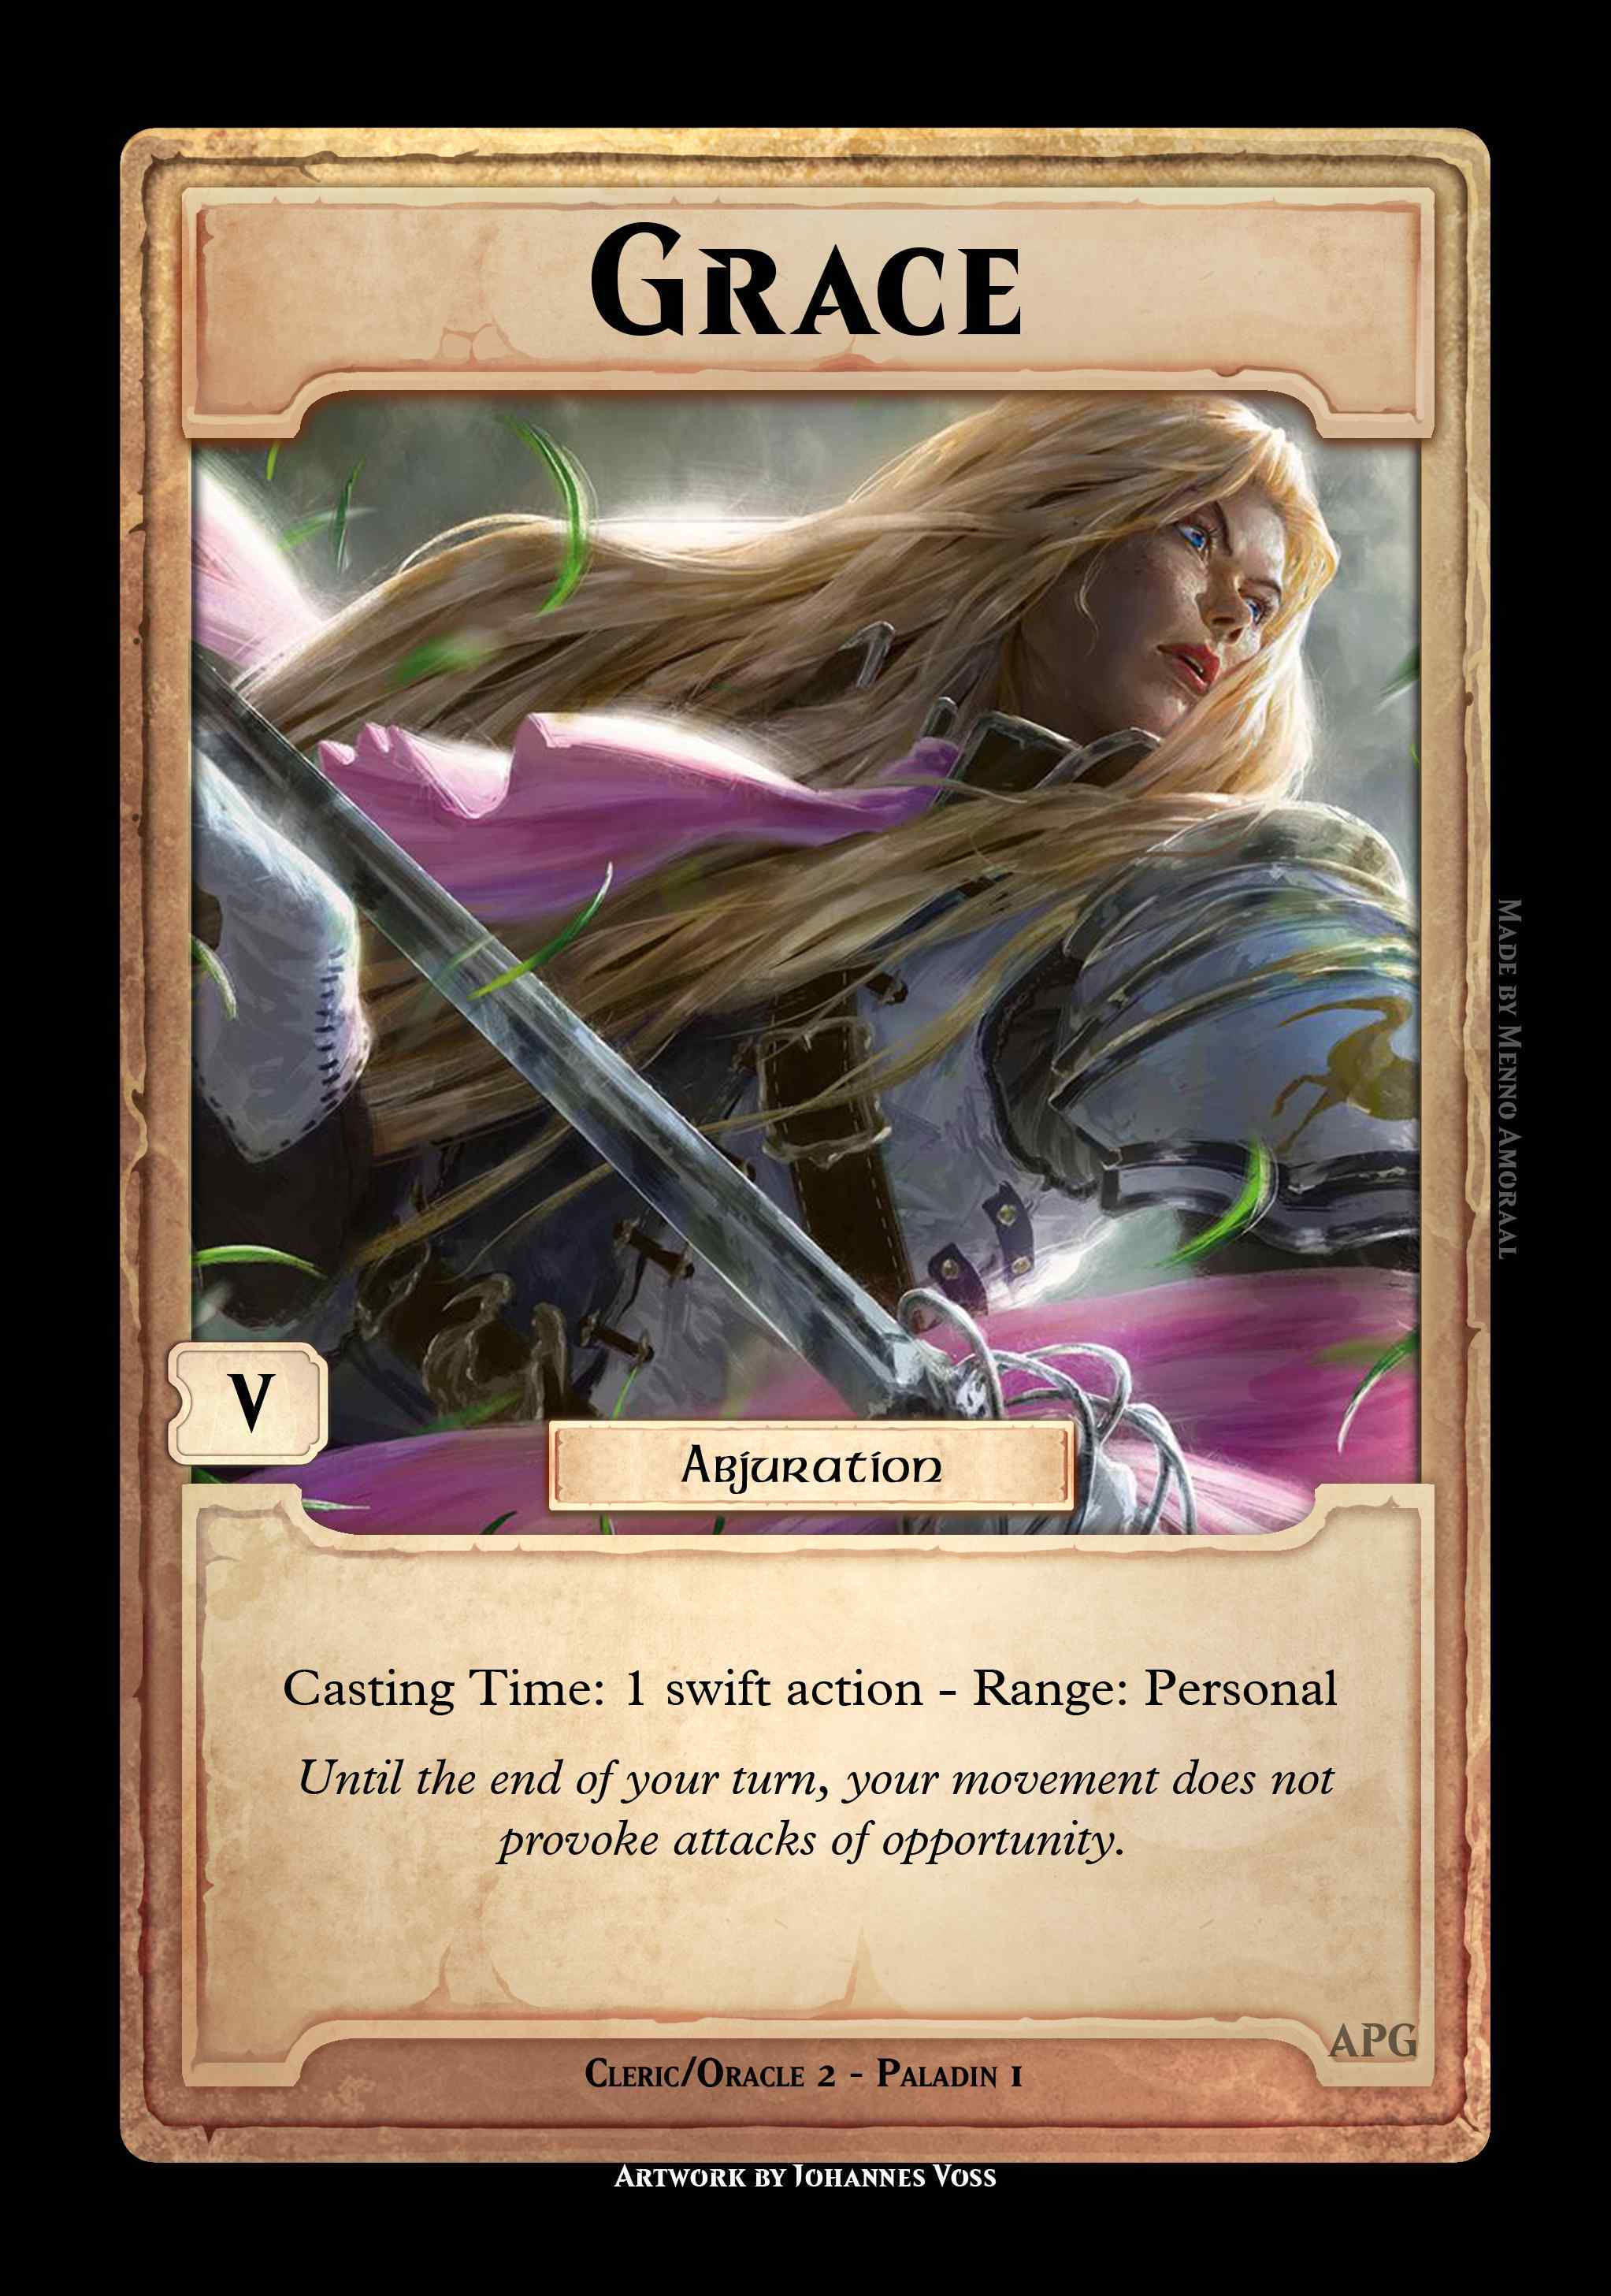 Grace
V
Abjuration
Casting Time: 1 swift action - Range: Personal
Until the end of your turn, your movement does not
provoke attacks of opportunity.
APG
Cleric/Oracle 2 - Paladin 1
Artwork by Johannes Voss
Made by Menno Amoraal